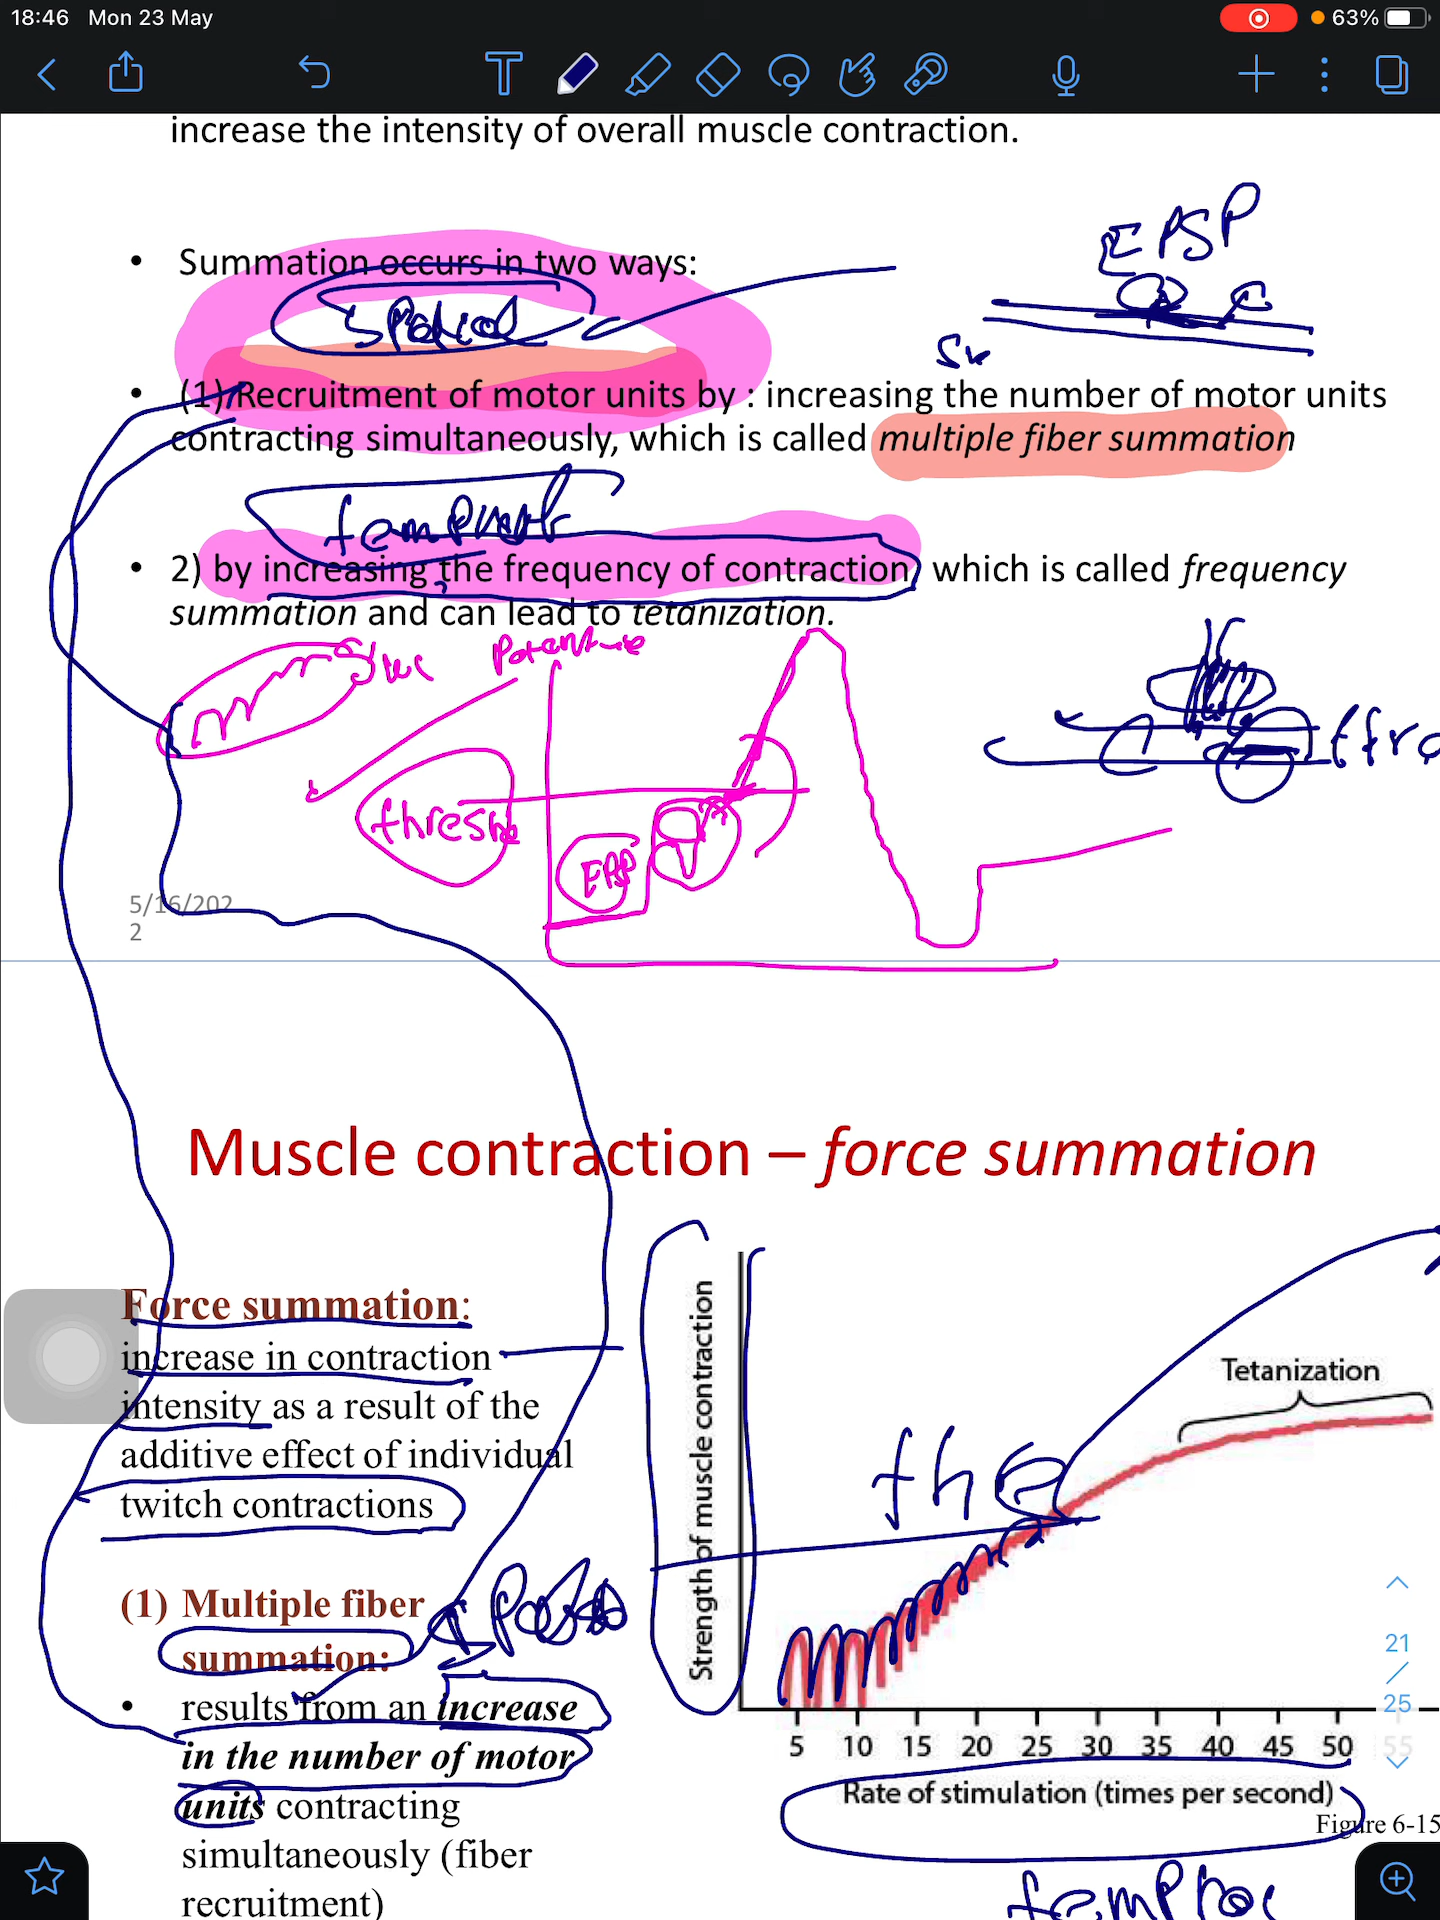 18:46 Mon 23 May
63%
increase the intensity of overall muscle contraction.
EPSP
• Summation occurs in two ways:
• (1) Recruitment of motor units by : increasing the number of motor units
contracting simultaneously, which is called multiple fiber summation
• 2) by increasing the frequency of contraction, which is called frequency
summation and can lead to tetanization.
5/16/202
2
Muscle contraction – force summation
Force summation:
increase in contraction
intensity as a result of the
additive effect of individual
twitch contractions
(1) Multiple fiber
summation:
• results from an increase
in the number of motor
units contracting
simultaneously (fiber
recruitment)
Strength of muscle contraction
Tetanization
5 10 15 20 25 30 35 40 45 50 55
Rate of stimulation (times per second)
Figure 6-15
21
25